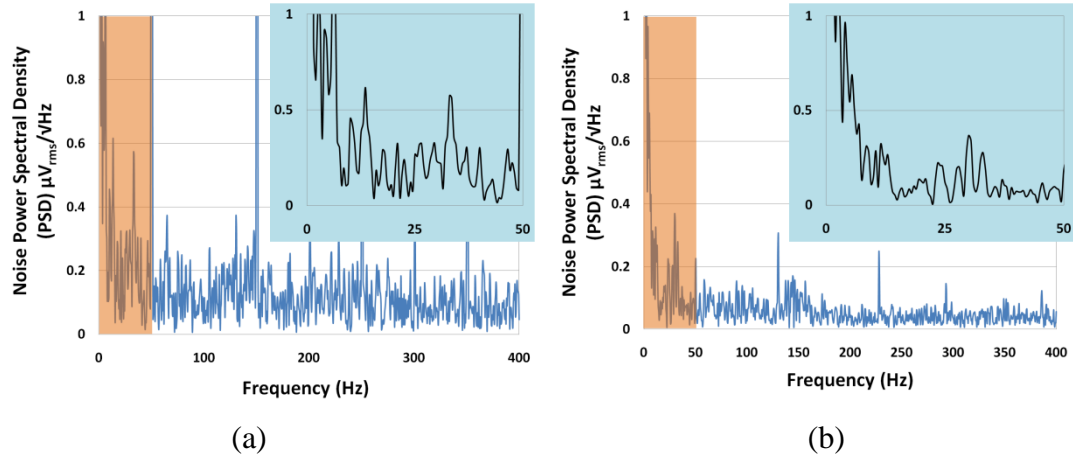 Noise Power Spectral Density
(PSD) µVrms/√Hz
1
0.8
0.6
0.4
0.2
0
0 100 200 300 400
Frequency (Hz)
1
0.5
0
0 25 50
(a)
Noise Power Spectral Density
(PSD) µVrms/√Hz
1
0.8
0.6
0.4
0.2
0
0 50 100 150 200 250 300 350 400
Frequency (Hz)
1
0.5
0
0 25 50
(b)